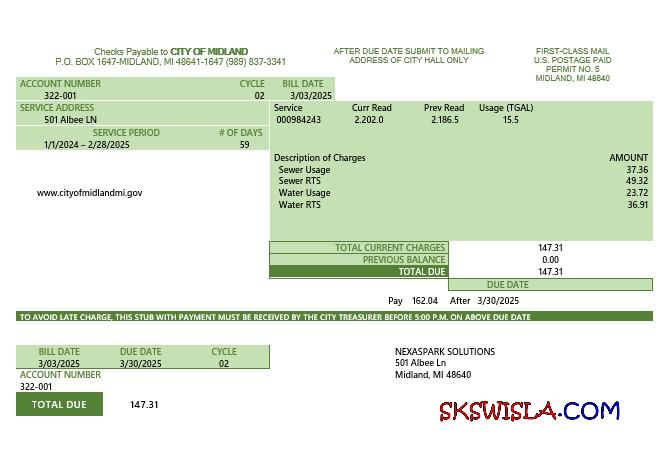 Checks Payable to CITY OF MIDLAND
P.O. BOX 1647-MIDLAND, MI 48641-1647 (989) 837-3341
AFTER DUE DATE SUBMIT TO MAILING
ADDRESS OF CITY HALL ONLY
FIRST-CLASS MAIL
U.S. POSTAGE PAID
PERMIT NO. 5
MIDLAND, MI 48640
ACCOUNT NUMBER CYCLE BILL DATE
322-001 02 3/03/2025
SERVICE ADDRESS
501 Albee LN
SERVICE PERIOD # OF DAYS
1/1/2024 – 2/28/2025 59
Service Curr Read Prev Read Usage (TGAL)
000984243 2.202.0 2.186.5 15.5
Description of Charges AMOUNT
Sewer Usage 37.36
Sewer RTS 49.32
Water Usage 23.72
Water RTS 36.91
www.cityofmidlandmi.gov
TOTAL CURRENT CHARGES 147.31
PREVIOUS BALANCE 0.00
TOTAL DUE 147.31
DUE DATE
Pay 162.04 After 3/30/2025
TO AVOID LATE CHARGE, THIS STUB WITH PAYMENT MUST BE RECEIVED BY THE CITY TREASURER BEFORE 5:00 P.M. ON ABOVE DUE DATE
BILL DATE DUE DATE CYCLE
3/03/2025 3/30/2025 02
ACCOUNT NUMBER
322-001
TOTAL DUE 147.31
NEXASPARK SOLUTIONS
501 Albee Ln
Midland, MI 48640
SKSWISLA.COM